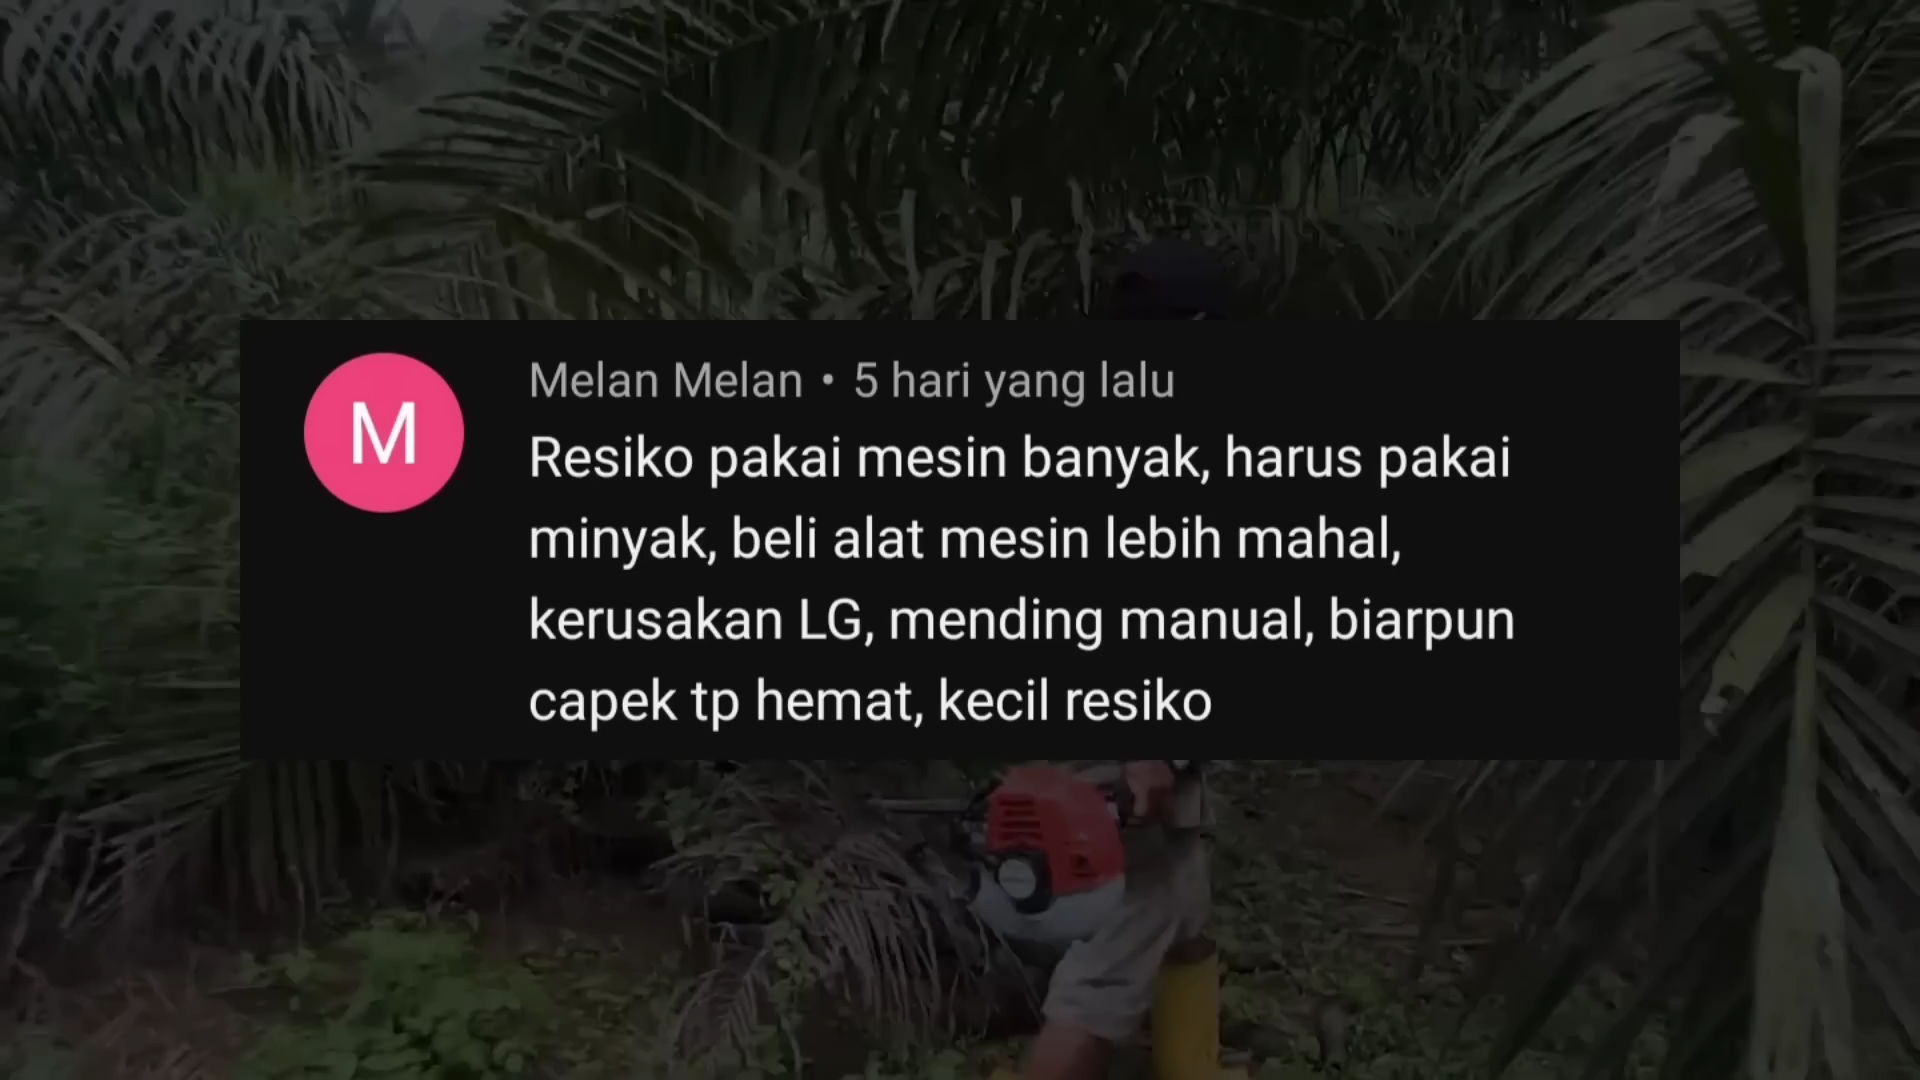 M
Melan Melan • 5 hari yang lalu
Resiko pakai mesin banyak, harus pakai
minyak, beli alat mesin lebih mahal,
kerusakan LG, mending manual, biarpun
capek tp hemat, kecil resiko